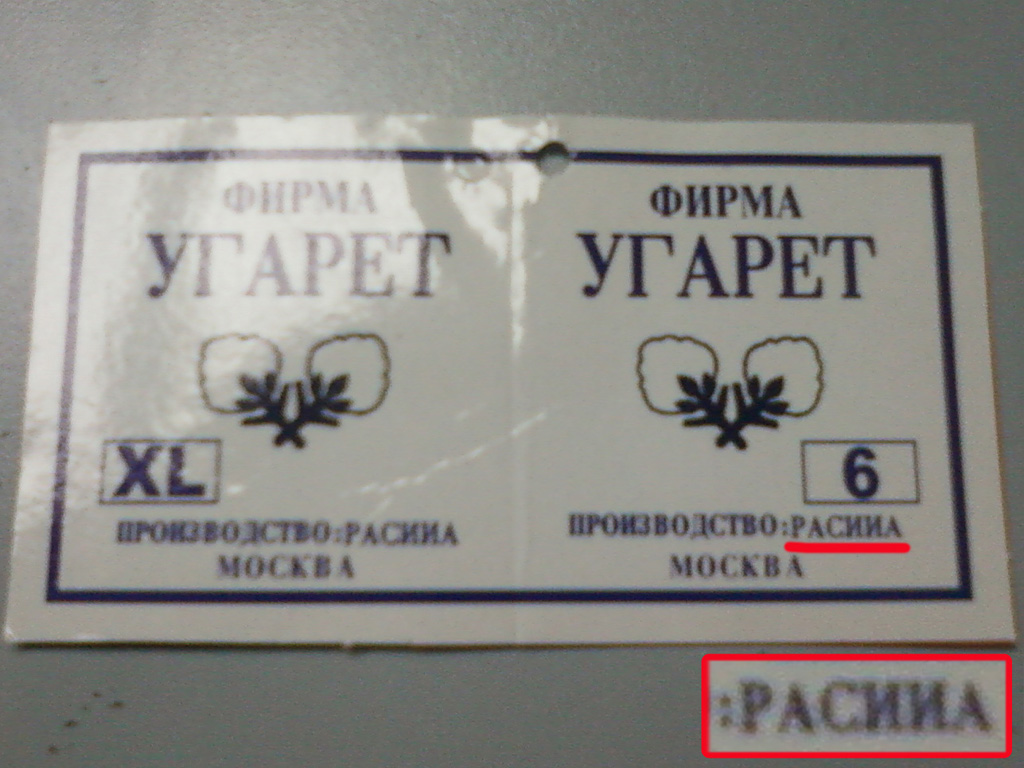 ФИРМА
УГАРЕТ
XL
ПРОИЗВОДСТВО:РАСИИА
МОСКВА
ФИРМА
УГАРЕТ
6
ПРОИЗВОДСТВО:РАСИИА
МОСКВА
:РАСИИА